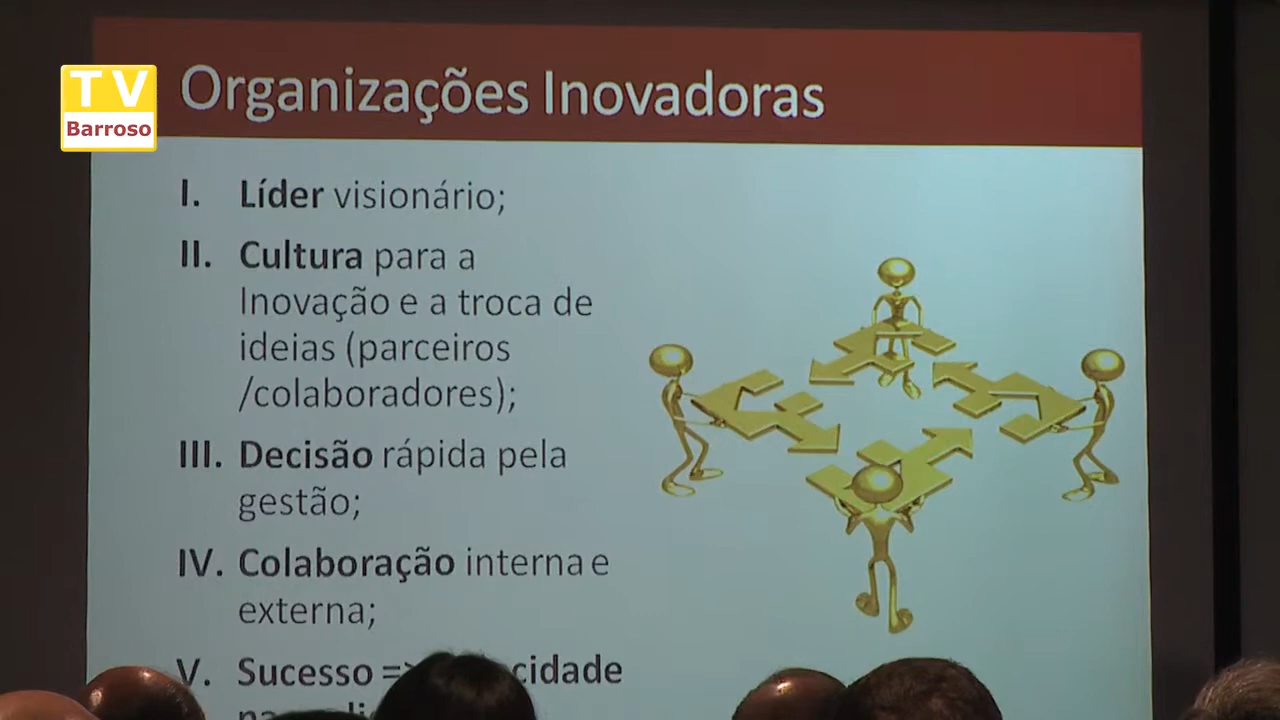 TV
Barroso
Organizações Inovadoras
I. Líder visionário;
II. Cultura para a
Inovação e a troca de
ideias (parceiros
/colaboradores);
III. Decisão rápida pela
gestão;
IV. Colaboração interna e
externa;
V. Sucesso =>